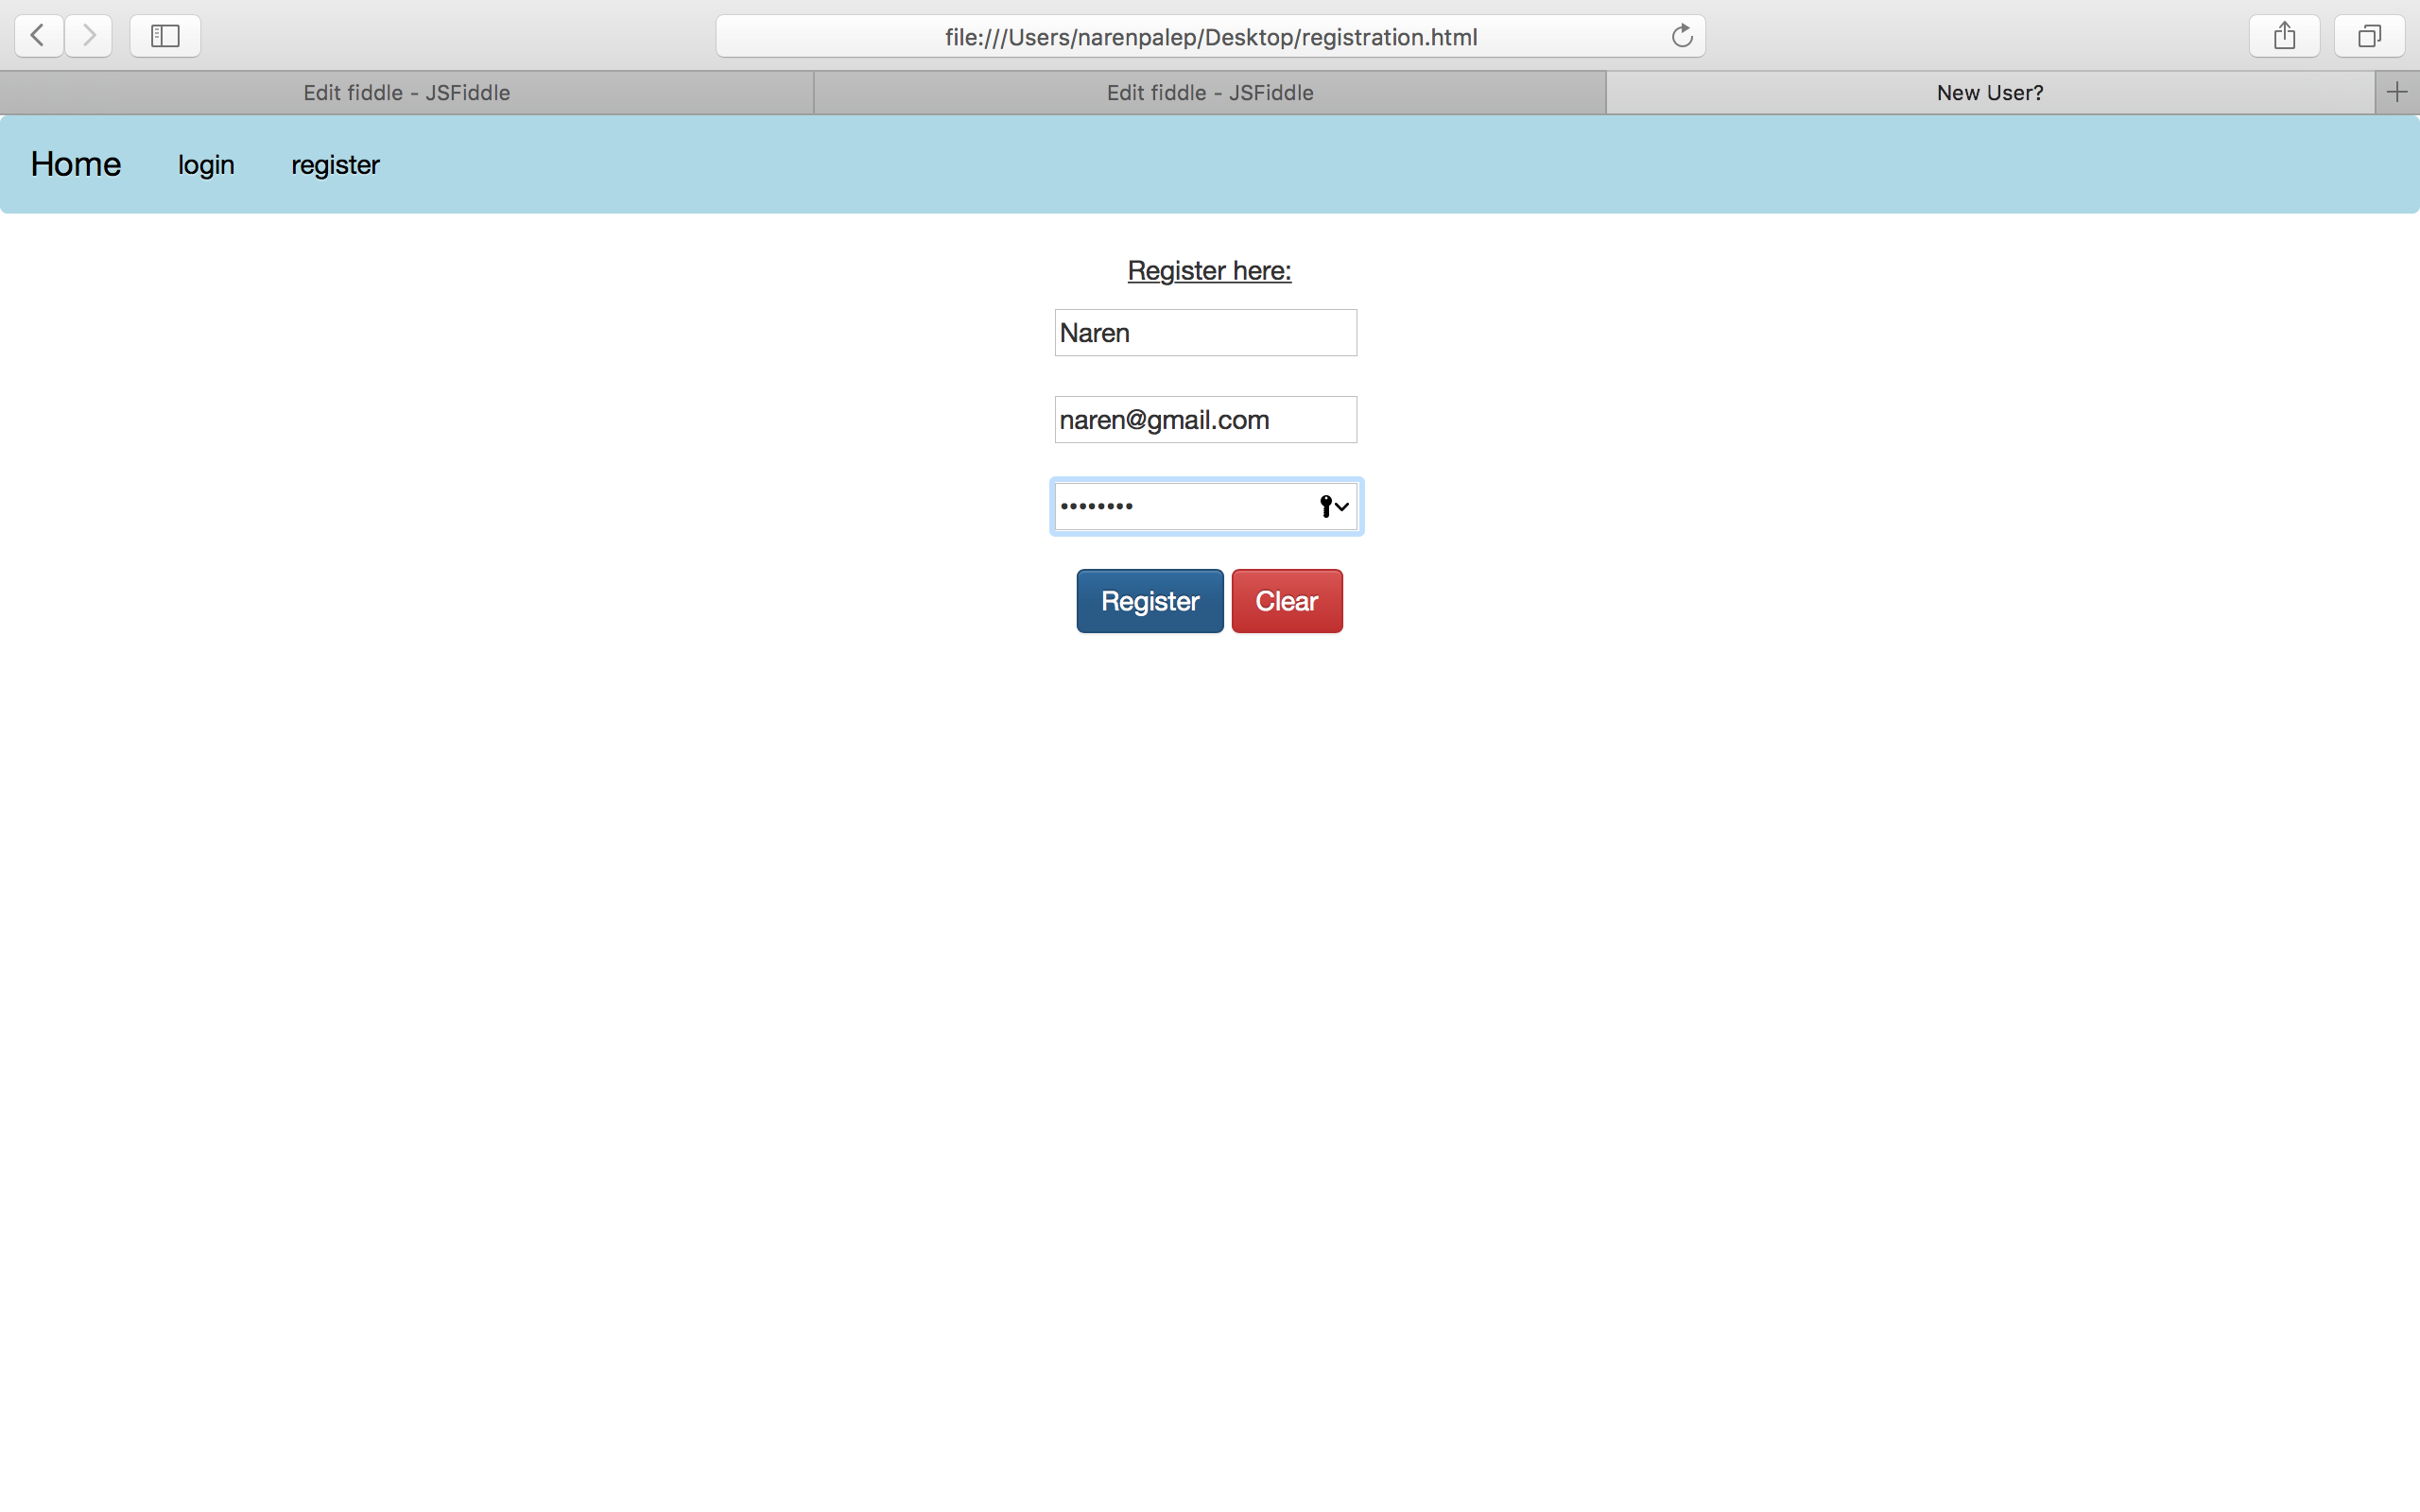 file:///Users/narenpalep/Desktop/registration.html
Edit fiddle - JSFiddle
Edit fiddle - JSFiddle
New User?
Home login register
Register here:
Naren
naren@gmail.com
••••••••
Register Clear